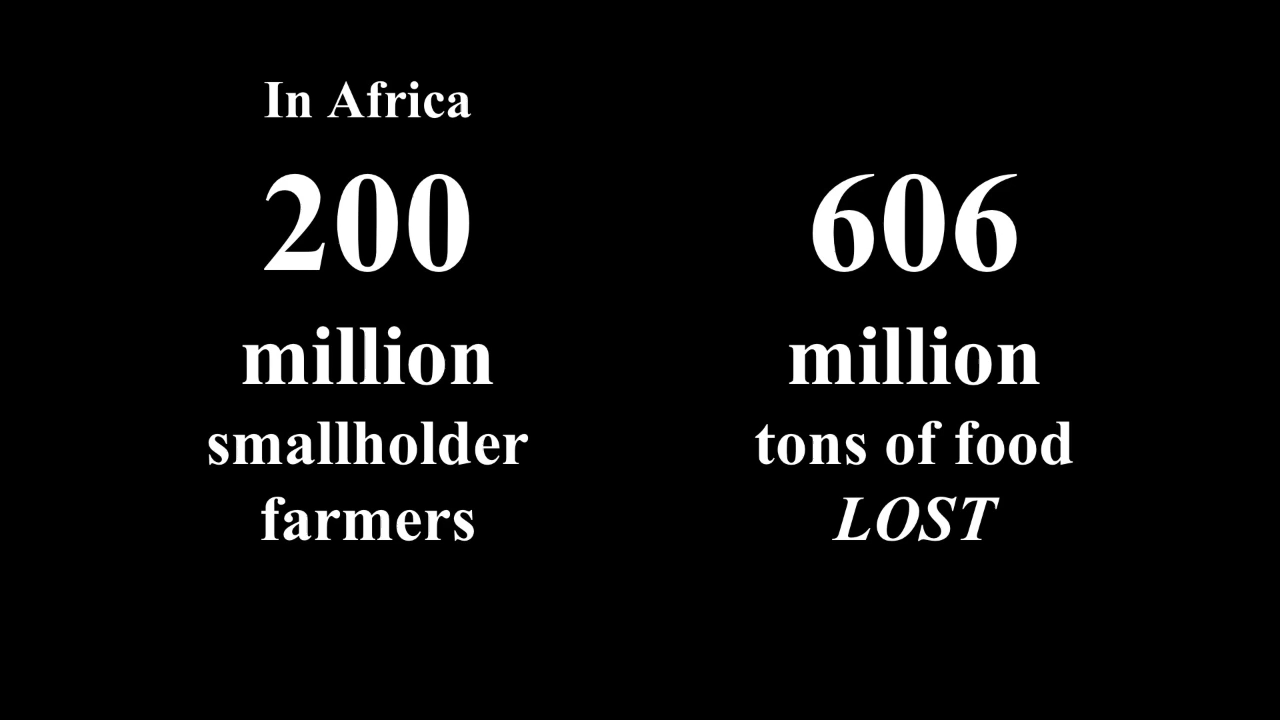 In Africa
200
million
smallholder
farmers
606
million
tons of food
LOST